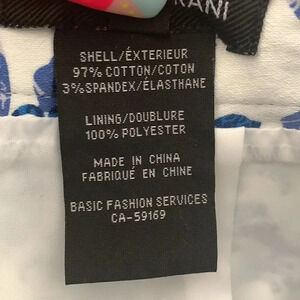 RANI
SHELL/ÉXTERIEUR
97% COTTON/COTON
3% SPANDEX/ÉLASTHANE
LINING/DOUBLURE
100% POLYESTER
MADE IN CHINA
FABRIQUÉ EN CHINE
BASIC FASHION SERVICES
CA-59169